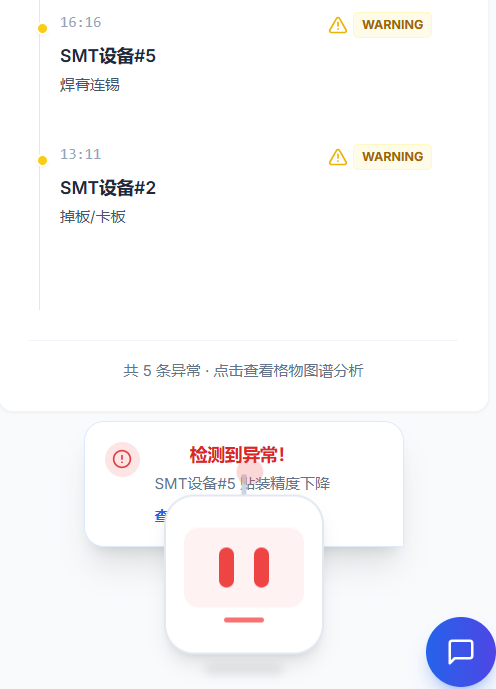 16:16
WARNING
SMT设备#5
焊膏连锡
13:11
WARNING
SMT设备#2
掉板/卡板
共 5 条异常 · 点击查看格物图谱分析
检测到异常!
SMT设备#5 贴装精度下降
查